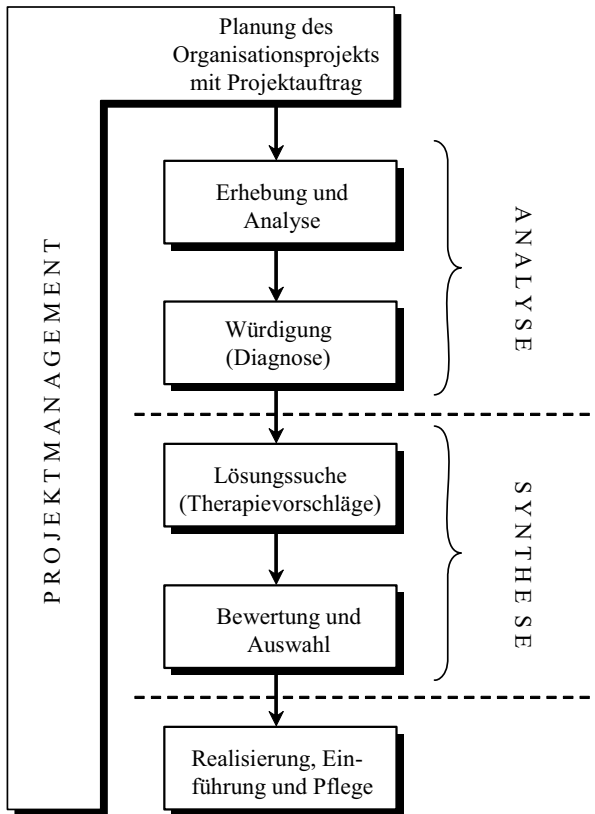 Planung des
Organisationsprojekts
mit Projektauftrag
PROJEKTMANAGEMENT
Erhebung und
Analyse
Würdigung
(Diagnose)
ANALYSE
Lösungssuche
(Therapievorschläge)
Bewertung und
Auswahl
SYNTHESE
Realisierung, Ein-
führung und Pflege